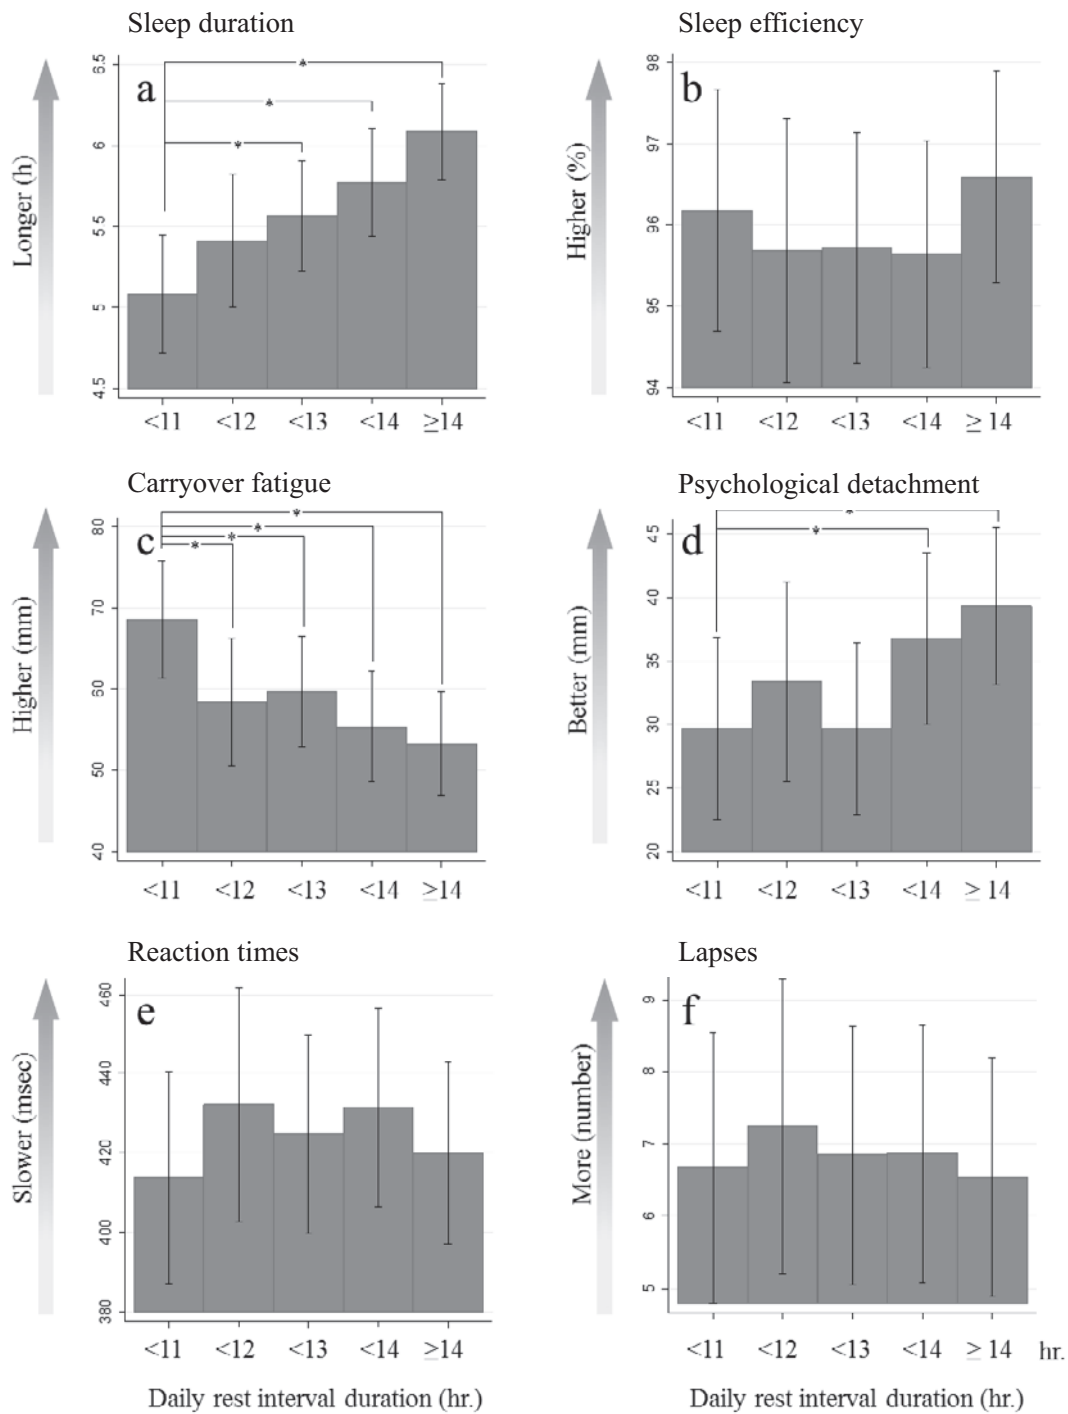 Sleep duration
Sleep efficiency
a
b
Longer (h)
Higher (%)
6.5
6
5.5
5
4.5
98
97
96
95
94
*
*
*
<11 <12 <13 <14 ≥14
<11 <12 <13 <14 ≥ 14
Carryover fatigue
Psychological detachment
c
d
Higher (mm)
Better (mm)
80
70
60
50
40
45
40
35
30
25
20
*
*
*
*
*
*
<11 <12 <13 <14 ≥14
<11 <12 <13 <14 ≥ 14
Reaction times
Lapses
e
f
Slower (msec)
More (number)
460
440
420
400
380
9
8
7
6
5
<11 <12 <13 <14 ≥14
<11 <12 <13 <14 ≥ 14 hr.
Daily rest interval duration (hr.)
Daily rest interval duration (hr.)